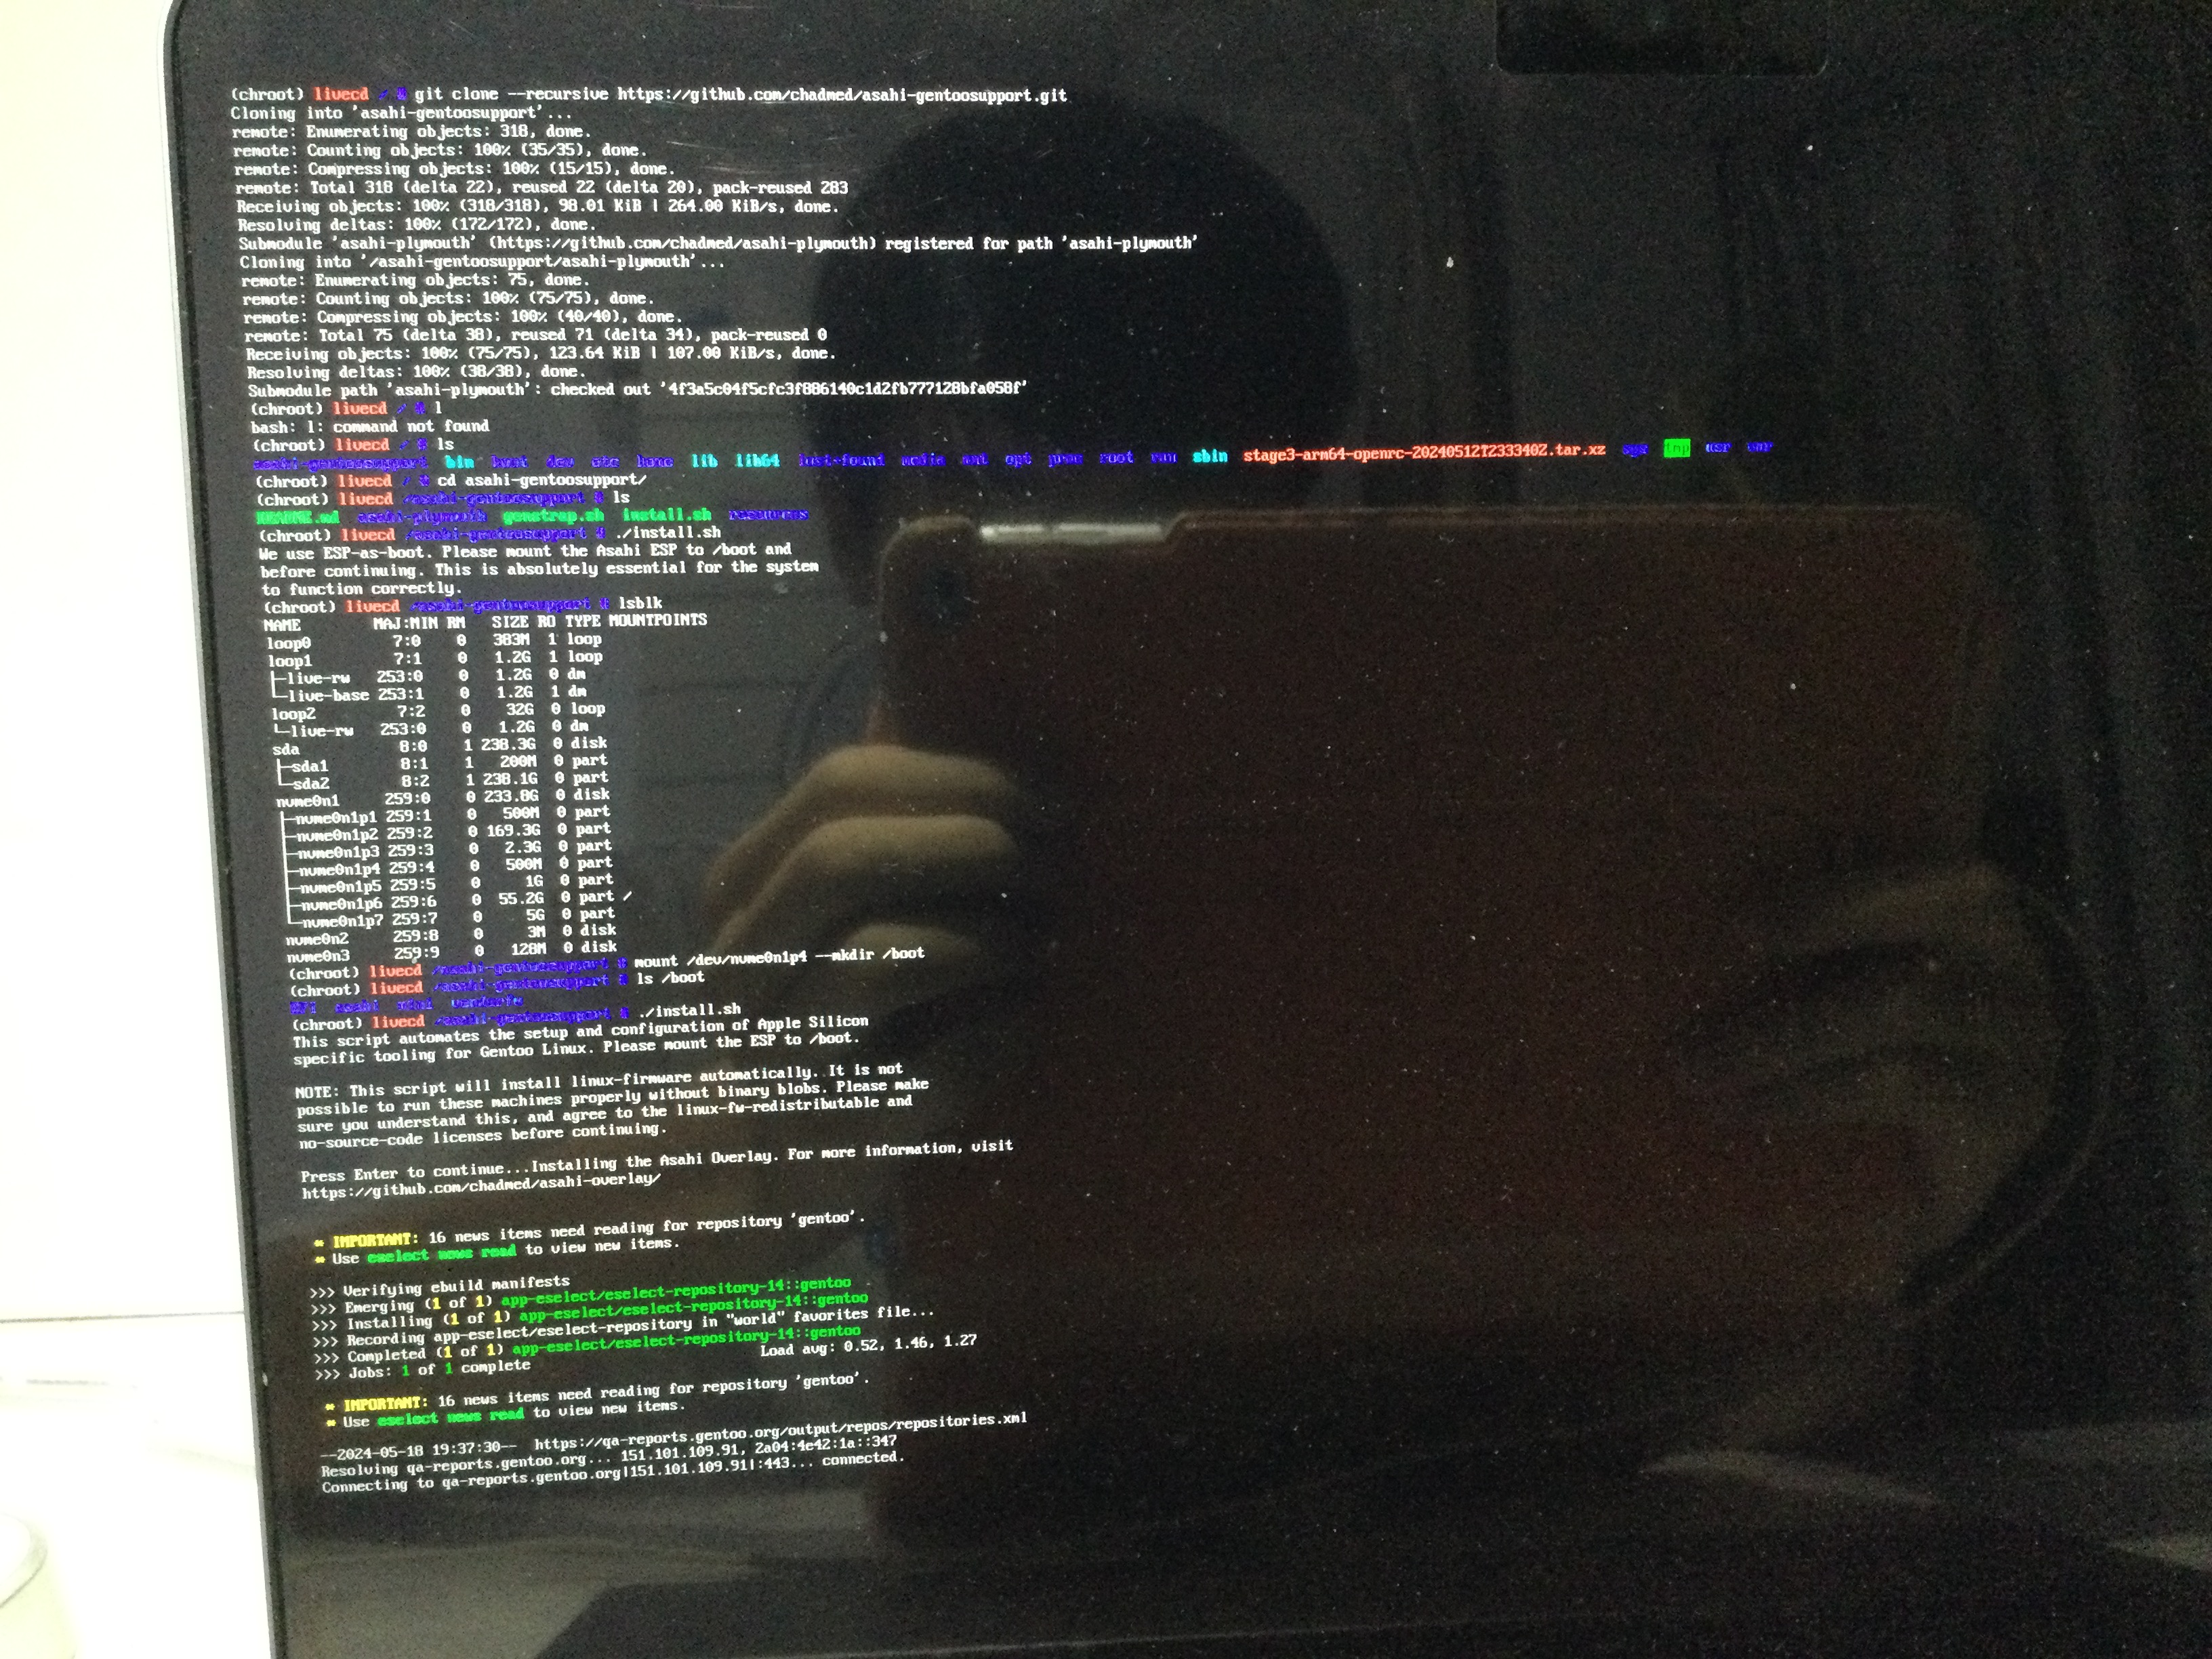 (chroot) livecd / # git clone --recursive https://github.com/chadmed/asahi-gentoosupport.git
Cloning into 'asahi-gentoosupport'...
remote: Enumerating objects: 318, done.
remote: Counting objects: 100% (35/35), done.
remote: Compressing objects: 100% (15/15), done.
remote: Total 318 (delta 22), reused 22 (delta 20), pack-reused 283
Receiving objects: 100% (318/318), 98.01 KiB | 264.00 KiB/s, done.
Resolving deltas: 100% (172/172), done.
Submodule 'asahi-plymouth' (https://github.com/chadmed/asahi-plymouth) registered for path 'asahi-plymouth'
Cloning into '/asahi-gentoosupport/asahi-plymouth'...
remote: Enumerating objects: 75, done.
remote: Counting objects: 100% (75/75), done.
remote: Compressing objects: 100% (40/40), done.
remote: Total 75 (delta 38), reused 71 (delta 34), pack-reused 0
Receiving objects: 100% (75/75), 123.64 KiB | 107.00 KiB/s, done.
Resolving deltas: 100% (38/38), done.
Submodule path 'asahi-plymouth': checked out '4f3a5c04f5cfc3f886140c1d2fb777128bfa058f'
(chroot) livecd / # l
bash: l: command not found
(chroot) livecd / # ls
asahi-gentoosupport bin boot dev etc home lib lib64 lost+found media mnt opt proc root run sbin stage3-arm64-openrc-20240512T233340Z.tar.xz sys tmp usr var
(chroot) livecd / # cd asahi-gentoosupport/
(chroot) livecd /asahi-gentoosupport # ls
README.md asahi-plymouth genstrap.sh install.sh resources
(chroot) livecd /asahi-gentoosupport # ./install.sh
We use ESP-as-boot. Please mount the Asahi ESP to /boot and
before continuing. This is absolutely essential for the system
to function correctly.
(chroot) livecd /asahi-gentoosupport # lsblk
NAME MAJ:MIN RM SIZE RO TYPE MOUNTPOINTS
loop0 7:0 0 383M 1 loop
loop1 7:1 0 1.2G 1 loop
├─live-rw 253:0 0 1.2G 0 dm
└─live-base 253:1 0 1.2G 1 dm
loop2 7:2 0 32G 0 loop
└─live-rw 253:0 0 1.2G 0 dm
sda 8:0 1 238.3G 0 disk
├─sda1 8:1 1 200M 0 part
└─sda2 8:2 1 238.1G 0 part
nvme0n1 259:0 0 233.8G 0 disk
├─nvme0n1p1 259:1 0 500M 0 part
├─nvme0n1p2 259:2 0 169.3G 0 part
├─nvme0n1p3 259:3 0 2.3G 0 part
├─nvme0n1p4 259:4 0 500M 0 part
├─nvme0n1p5 259:5 0 1G 0 part
├─nvme0n1p6 259:6 0 55.2G 0 part /
└─nvme0n1p7 259:7 0 5G 0 part
nvme0n2 259:8 0 3M 0 disk
nvme0n3 259:9 0 128M 0 disk
(chroot) livecd /asahi-gentoosupport # mount /dev/nvme0n1p4 --mkdir /boot
(chroot) livecd /asahi-gentoosupport # ls /boot
EFI asahi m1n1 vendorfw
(chroot) livecd /asahi-gentoosupport # ./install.sh
This script automates the setup and configuration of Apple Silicon
specific tooling for Gentoo Linux. Please mount the ESP to /boot.
NOTE: This script will install linux-firmware automatically. It is not
possible to run these machines properly without binary blobs. Please make
sure you understand this, and agree to the linux-fw-redistributable and
no-source-code licenses before continuing.
Press Enter to continue...Installing the Asahi Overlay. For more information, visit
https://github.com/chadmed/asahi-overlay/
* IMPORTANT: 16 news items need reading for repository 'gentoo'.
* Use eselect news read to view new items.
>>> Verifying ebuild manifests
>>> Emerging (1 of 1) app-eselect/eselect-repository-14::gentoo
>>> Installing (1 of 1) app-eselect/eselect-repository-14::gentoo
>>> Recording app-eselect/eselect-repository in "world" favorites file...
>>> Completed (1 of 1) app-eselect/eselect-repository-14::gentoo
>>> Jobs: 1 of 1 complete Load avg: 0.52, 1.46, 1.27
* IMPORTANT: 16 news items need reading for repository 'gentoo'.
* Use eselect news read to view new items.
--2024-05-18 19:37:30-- https://qa-reports.gentoo.org/output/repos/repositories.xml
Resolving qa-reports.gentoo.org... 151.101.109.91, 2a04:4e42:1a::347
Connecting to qa-reports.gentoo.org|151.101.109.91|:443... connected.